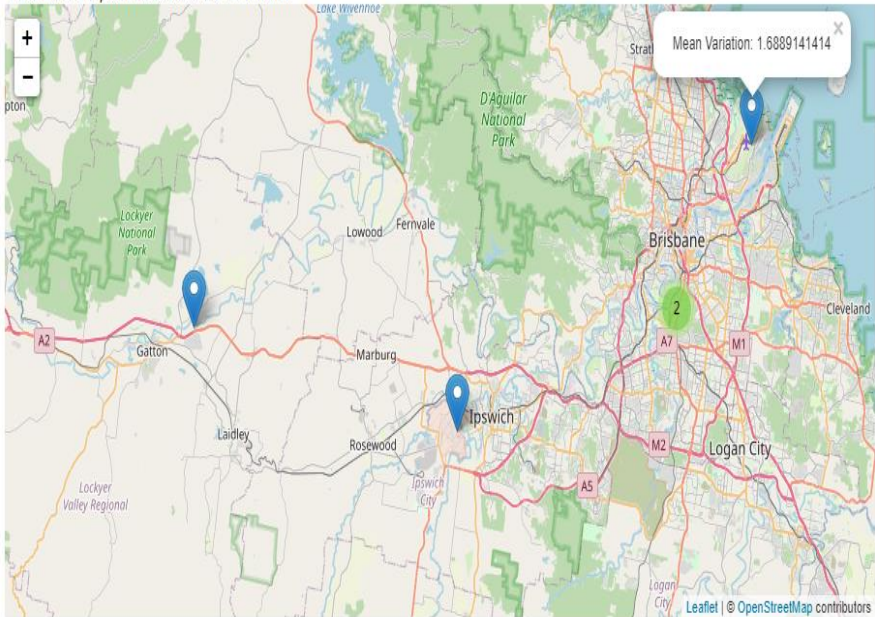 Lake Wivenhoe
+
−
×
Mean Variation: 1.6889141414
D'Aguilar
National
Park
Lockyer
National
Park
Lowood
Fernvale
Brisbane
2
Cleveland
A2
Gatton
Marburg
A7
M1
Laidley
Rosewood
Ipswich
M2
Logan City
A5
Ipswich
City
Lockyer
Valley Regional
Logan
City
Leaflet | © OpenStreetMap contributors